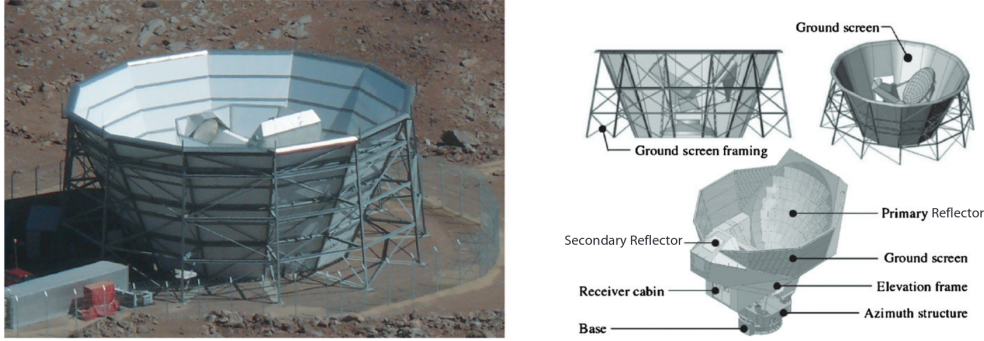 Ground screen
Ground screen framing
Primary Reflector
Secondary Reflector
Ground screen
Elevation frame
Receiver cabin
Azimuth structure
Base